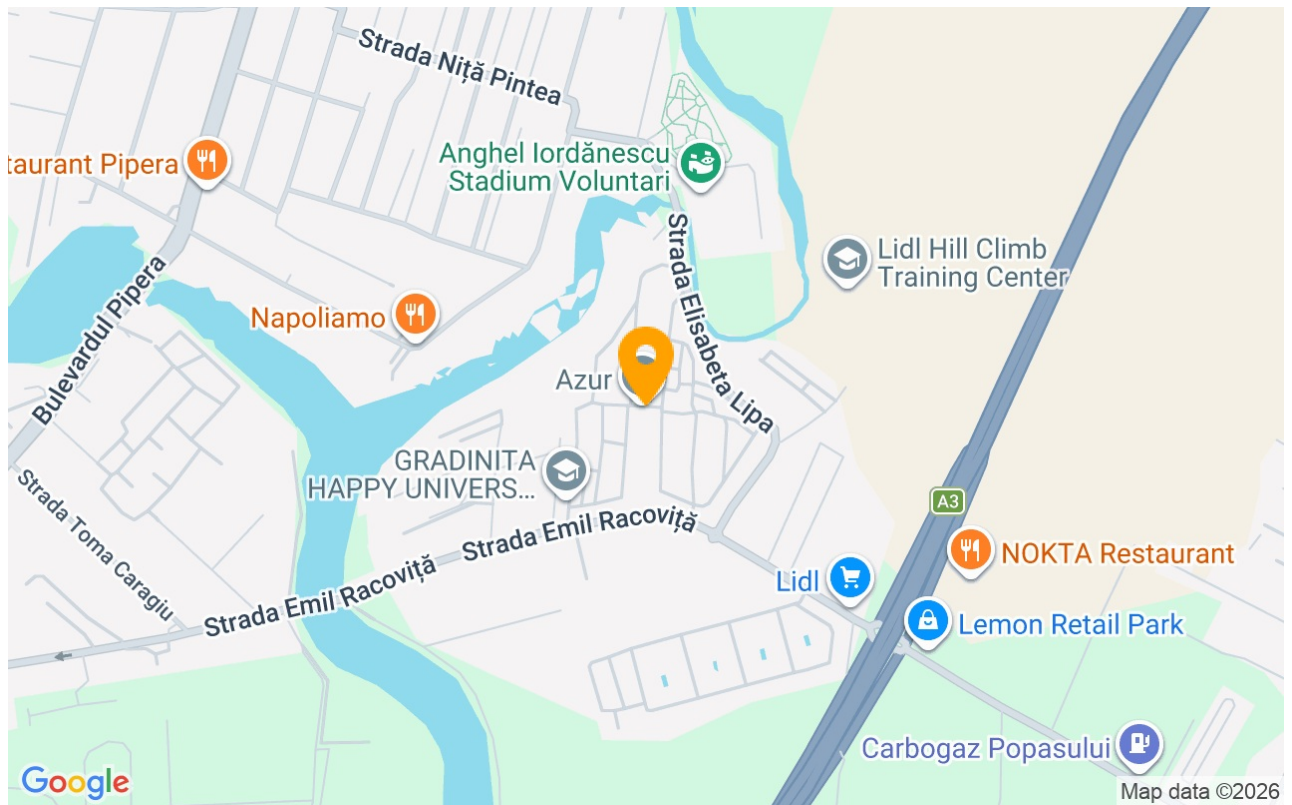 Strada Niță Pintea
Anghel Iordănescu
Stadium Voluntari
taurant Pipera
Strada Elisabeta Lipa
Lidl Hill Climb
Training Center
Bulevardul Pipera
Napoliamo
Azur
GRADINITA
HAPPY UNIVERS...
Strada Toma Caragiu
Strada Emil Racoviță
Strada Emil Racoviță
A3
NOKTA Restaurant
Lidl
Lemon Retail Park
Carbogaz Popasului
Google
Map data ©2026